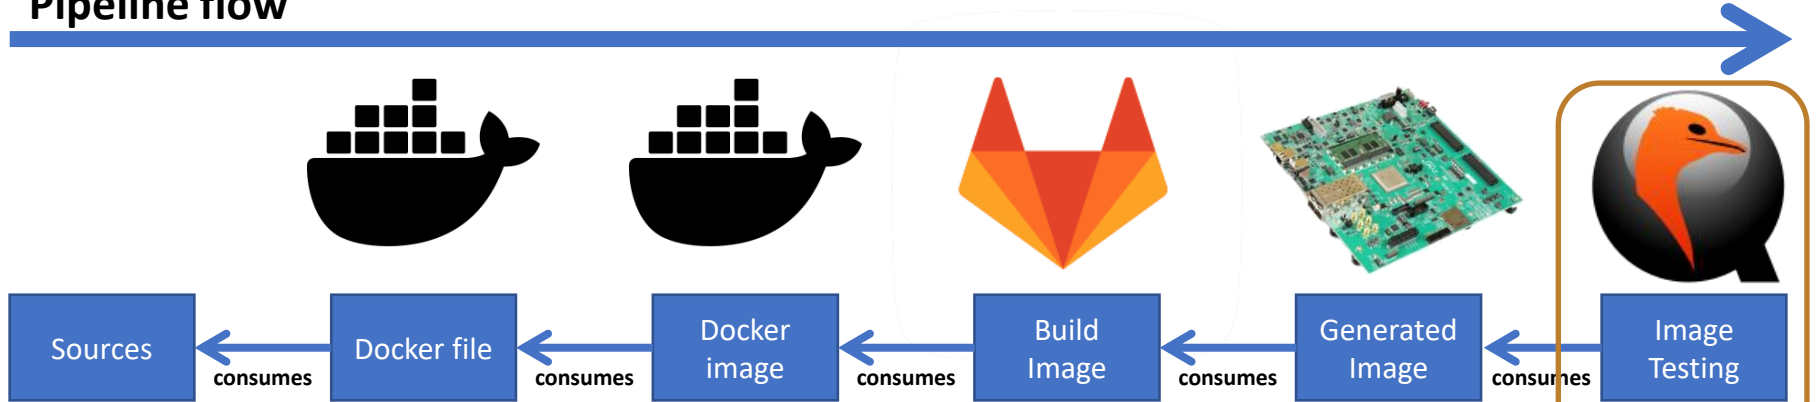 Pipeline flow
Sources
consumes
Docker file
consumes
Docker
image
consumes
Build
Image
consumes
Generated
Image
consumes
Image
Testing